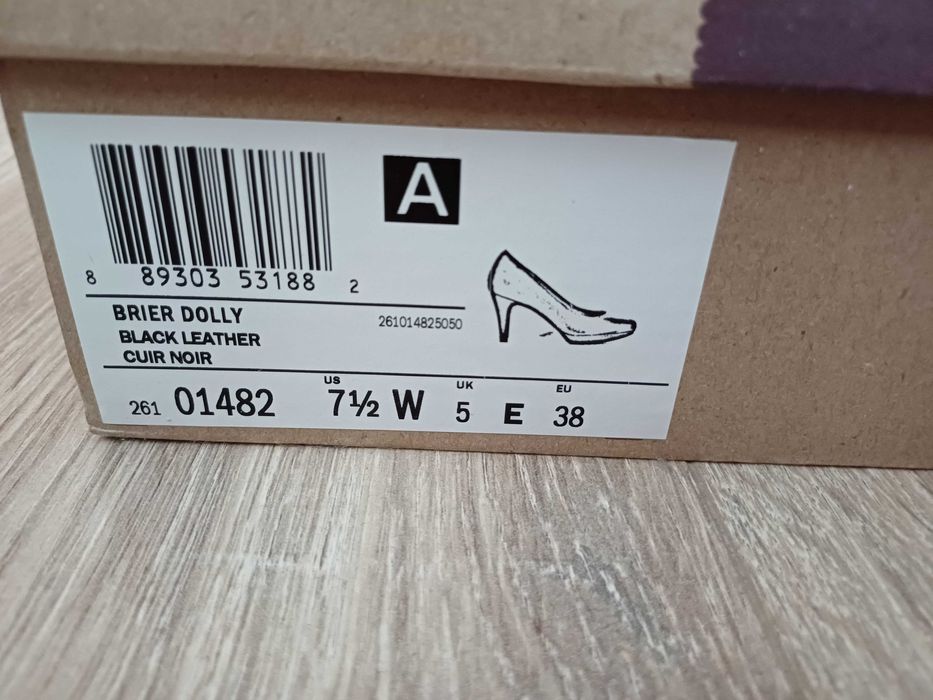 A
8 89303 53188 2
BRIER DOLLY
261014825050
BLACK LEATHER
CUIR NOIR
US UK EU
261 01482 7½ W 5 E 38